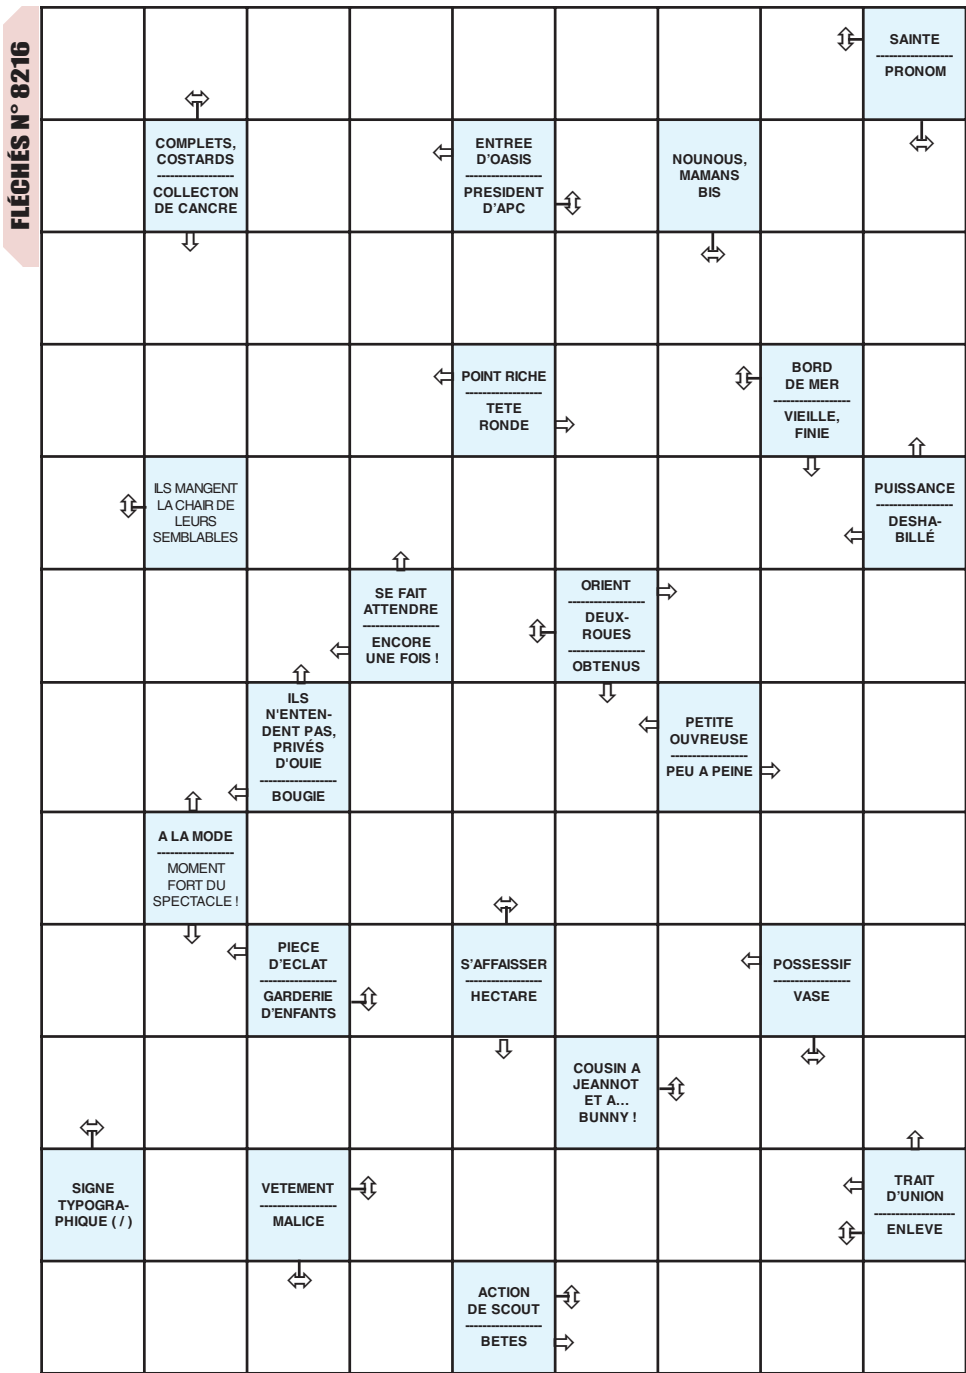 FLÉCHÉS N° 8216
SAINTE
PRONOM
COMPLETS,
COSTARDS
COLLECTON
DE CANCRE
ENTREE
D'OASIS
PRESIDENT
D'APC
NOUNOUS,
MAMANS
BIS
POINT RICHE
TETE
RONDE
BORD
DE MER
VIEILLE,
FINIE
ILS MANGENT
LA CHAIR DE
LEURS
SEMBLABLES
PUISSANCE
DESHA-
BILLÉ
SE FAIT
ATTENDRE
ENCORE
UNE FOIS !
ORIENT
DEUX-
ROUES
OBTENUS
ILS
N'ENTEN-
DENT PAS,
PRIVÉS
D'OUIE
BOUGIE
PETITE
OUVREUSE
PEU A PEINE
A LA MODE
MOMENT
FORT DU
SPECTACLE !
PIECE
D'ECLAT
GARDERIE
D'ENFANTS
S'AFFAISSER
HECTARE
POSSESSIF
VASE
COUSIN A
JEANNOT
ET A...
BUNNY !
SIGNE
TYPOGRA-
PHIQUE ( / )
VETEMENT
MALICE
TRAIT
D'UNION
ENLEVE
ACTION
DE SCOUT
BETES